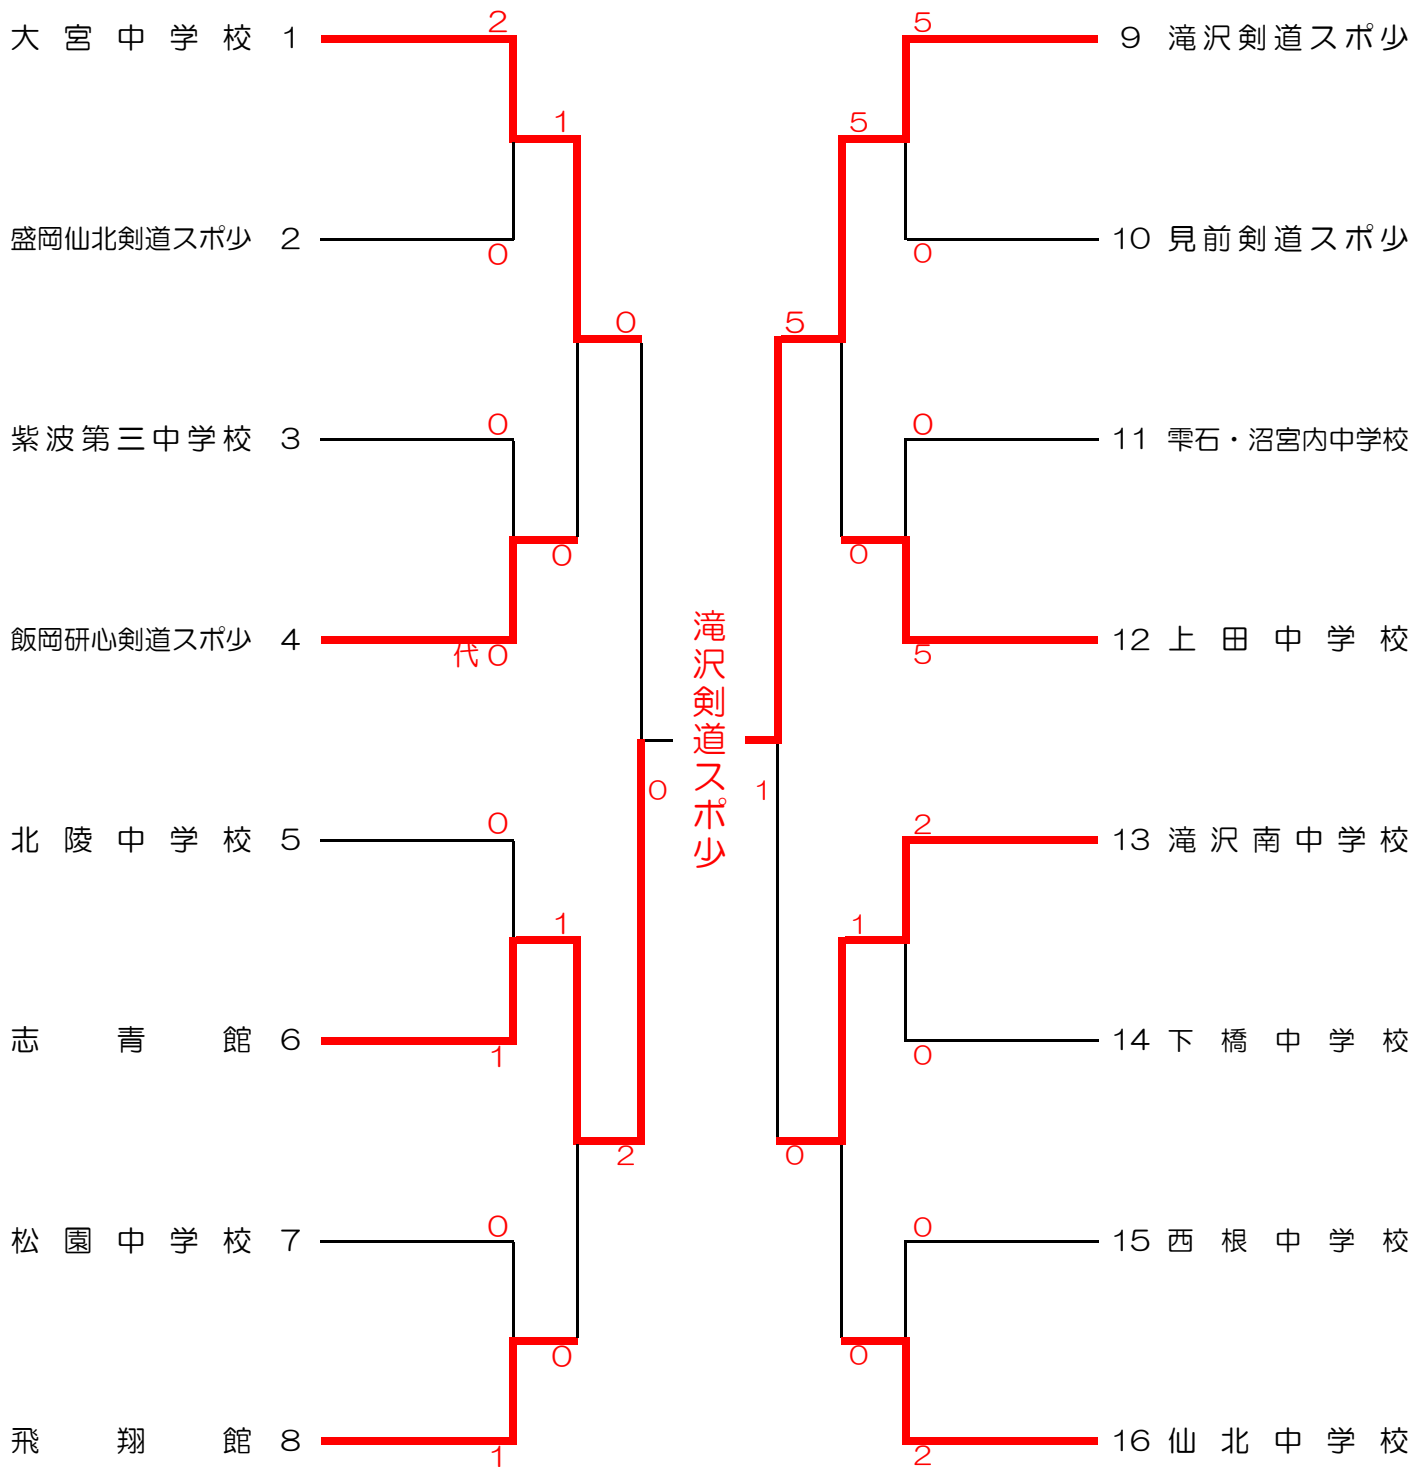 大宮中学校 1
2
盛岡仙北剣道スポ少 2
0
1
紫波第三中学校 3
0
飯岡研心剣道スポ少 4
代0
0
0
北陵中学校 5
0
志青館 6
1
1
松園中学校 7
0
飛翔館 8
1
0
2
0
滝沢剣道スポ少
1
5
9 滝沢剣道スポ少
5
10 見前剣道スポ少
0
5
11 雫石・沼宮内中学校
0
12 上田中学校
5
0
13 滝沢南中学校
2
14 下橋中学校
0
1
15 西根中学校
0
16 仙北中学校
2
0
0